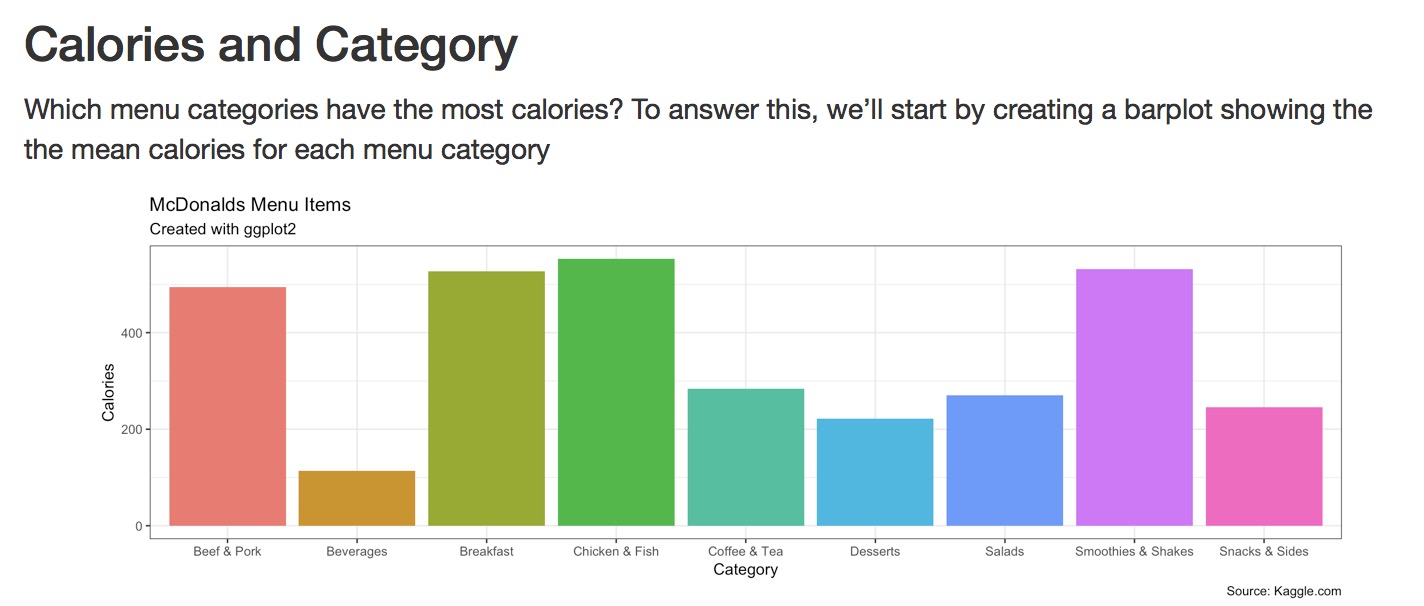 Calories and Category
Which menu categories have the most calories? To answer this, we’ll start by creating a barplot showing the
the mean calories for each menu category
McDonalds Menu Items
Created with ggplot2
Calories
400
200
0
Beef & Pork
Beverages
Breakfast
Chicken & Fish
Coffee & Tea
Desserts
Salads
Smoothies & Shakes
Snacks & Sides
Category
Source: Kaggle.com